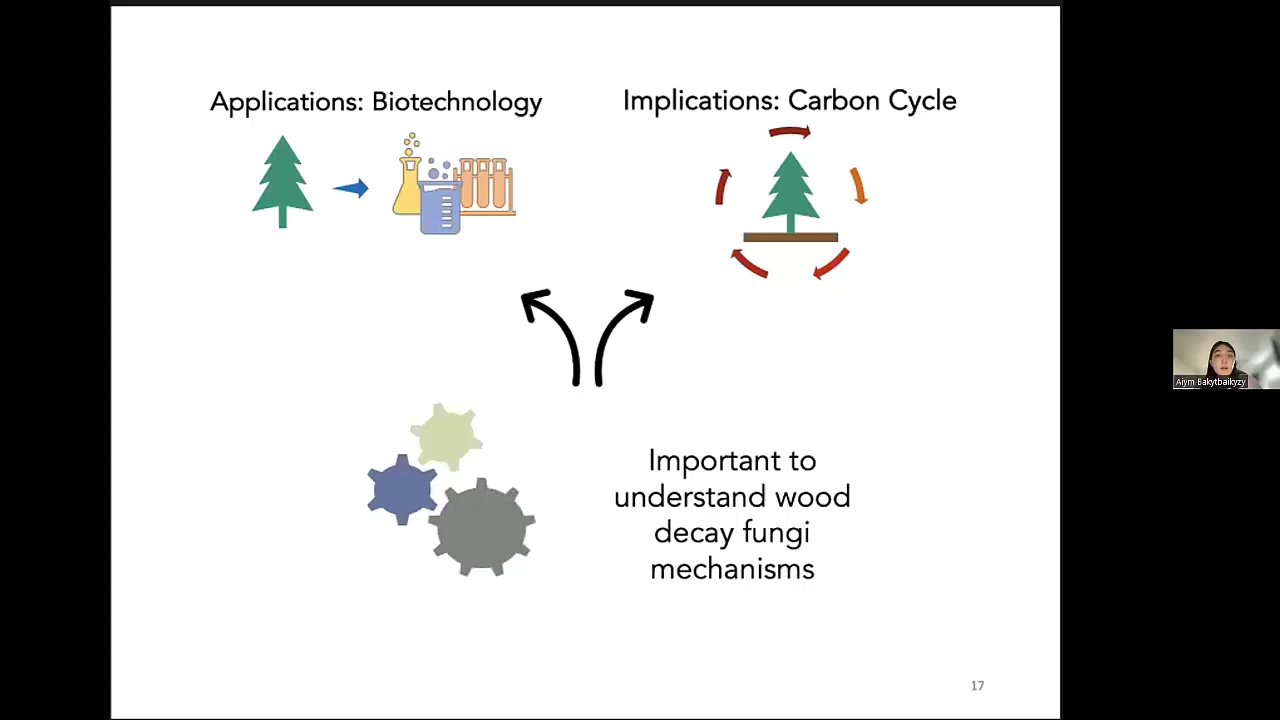 Applications: Biotechnology
Implications: Carbon Cycle
Important to
understand wood
decay fungi
mechanisms
Aiym Bakytbaikyzy
17